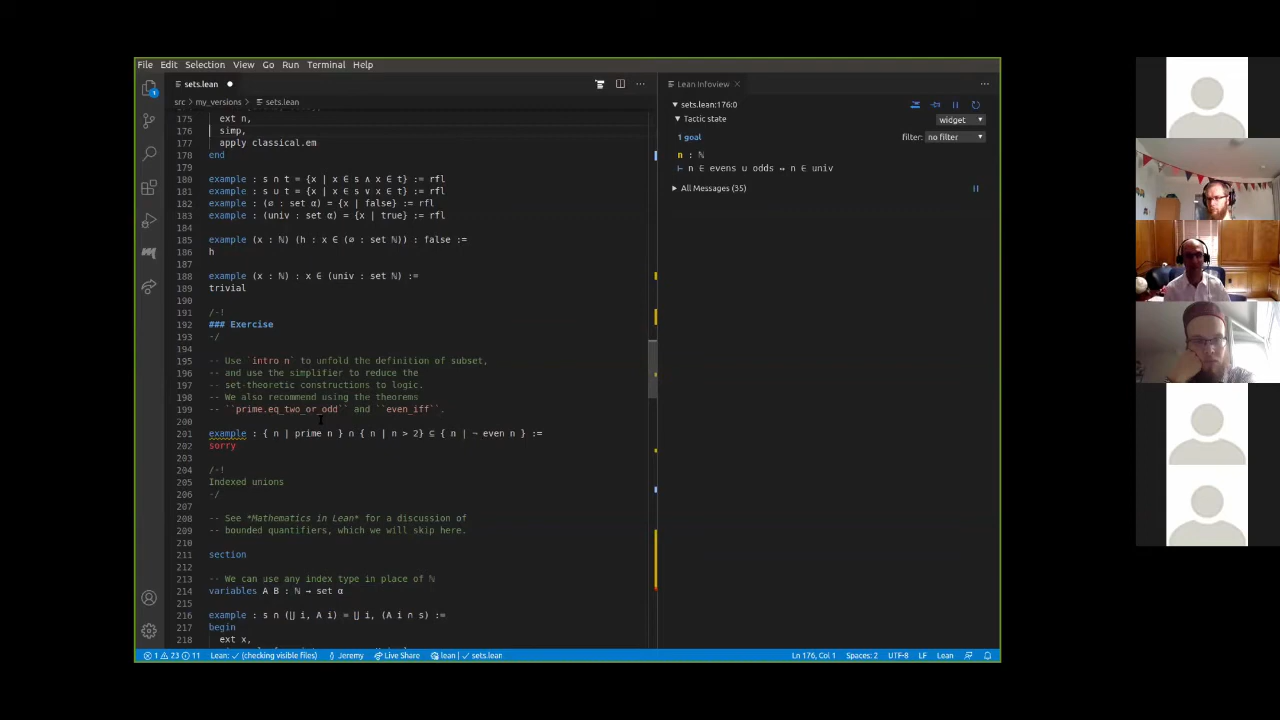 File Edit Selection View Go Run Terminal Help
sets.lean
Lean Infoview
src › my_versions › sets.lean
175 ext n,
176 simp,
177 apply classical.em
178 end
179
180 example : s ∩ t = {x | x ∈ s ∧ x ∈ t} := rfl
181 example : s ∪ t = {x | x ∈ s ∨ x ∈ t} := rfl
182 example : (∅ : set α) = {x | false} := rfl
183 example : (univ : set α) = {x | true} := rfl
184
185 example (x : ℕ) (h : x ∈ (∅ : set ℕ)) : false :=
186 h
187
188 example (x : ℕ) : x ∈ (univ : set ℕ) :=
189 trivial
190
191 /-!
192 ### Exercise
193 -/
194
195 -- Use `intro n` to unfold the definition of subset,
196 -- and use the simplifier to reduce the
197 -- set-theoretic constructions to logic.
198 -- We also recommend using the theorems
199 -- ``prime.eq_two_or_odd`` and ``even_iff``.
200
201 example : { n | prime n } ∩ { n | n > 2} ⊆ { n | ¬ even n } :=
202 sorry
203
204 /-!
205 Indexed unions
206 -/
207
208 -- See *Mathematics in Lean* for a discussion of
209 -- bounded quantifiers, which we will skip here.
210
211 section
212
213 -- We can use any index type in place of ℕ
214 variables A B : ℕ → set α
215
216 example : s ∩ (⋃ i, A i) = ⋃ i, (A i ∩ s) :=
217 begin
218 ext x,
sets.lean:176:0
Tactic state
widget
1 goal
filter: no filter
n : ℕ
⊢ n ∈ evens ∪ odds ↔ n ∈ univ
All Messages (35)
1 73 11 Lean: ✓ (checking visible files) Jeremy Live Share lean | ✓ sets.lean
Ln 176, Col 1 Spaces: 2 UTF-8 LF Lean